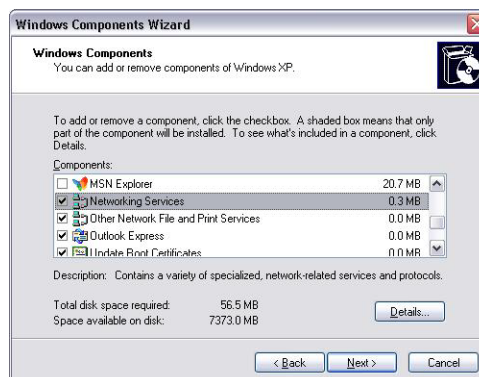 Windows Components Wizard
Windows Components
You can add or remove components of Windows XP.
To add or remove a component, click the checkbox. A shaded box means that only
part of the component will be installed. To see what's included in a component, click
Details.
Components:
MSN Explorer 20.7 MB
Networking Services 0.3 MB
Other Network File and Print Services 0.0 MB
Outlook Express 0.0 MB
Update Root Certificates 0.0 MB
Description: Contains a variety of specialized, network-related services and protocols.
Total disk space required: 56.5 MB
Space available on disk: 7373.0 MB
Details...
< Back Next > Cancel